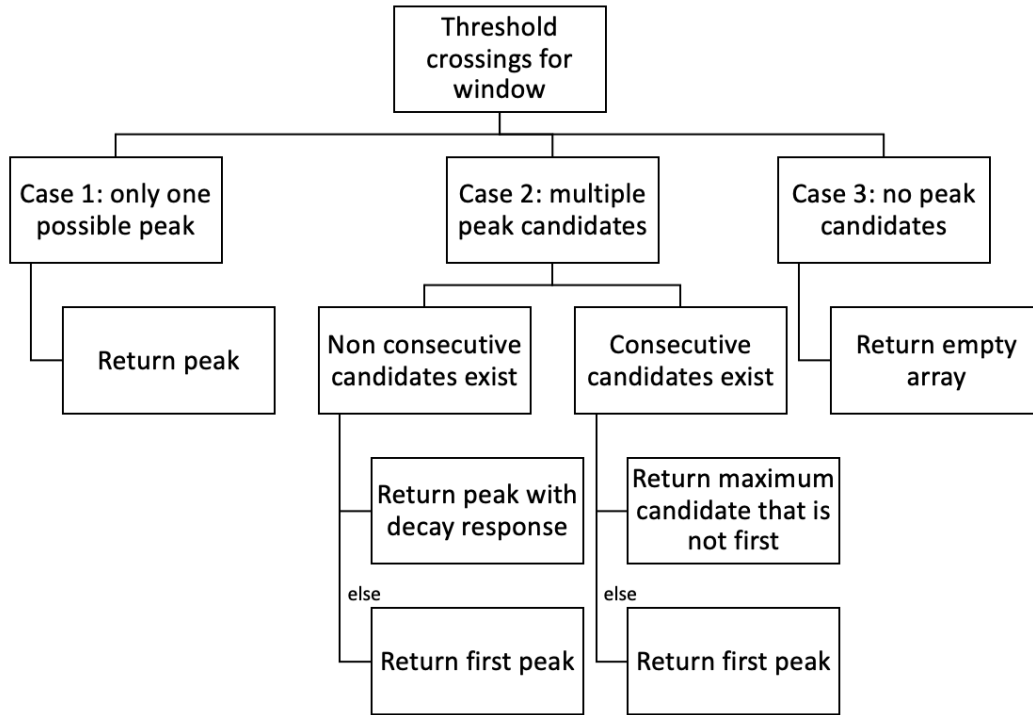 Threshold
crossings for
window
Case 1: only one
possible peak
Case 2: multiple
peak candidates
Case 3: no peak
candidates
Return peak
Non consecutive
candidates exist
Consecutive
candidates exist
Return empty
array
Return peak with
decay response
Return maximum
candidate that is
not first
else
else
Return first peak
Return first peak